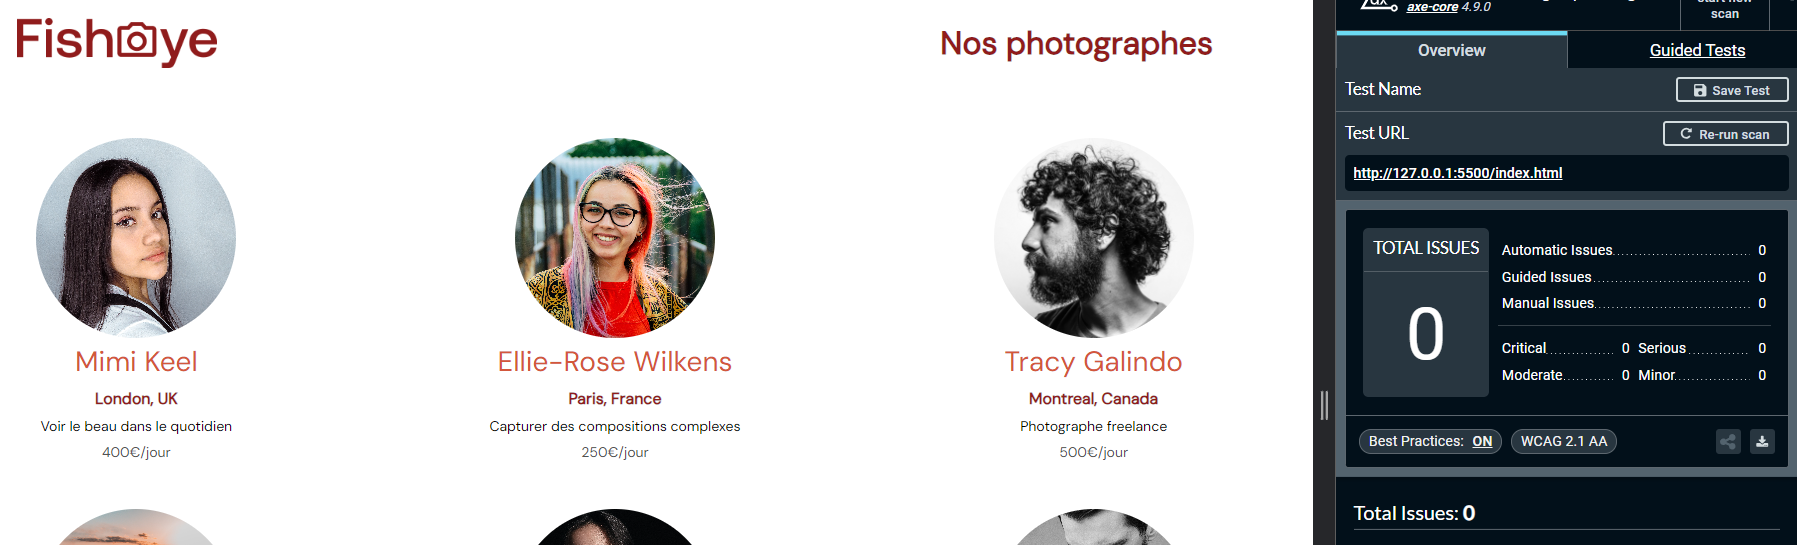 Fisheye
Nos photographes
Mimi Keel
London, UK
Voir le beau dans le quotidien
400€/jour
Ellie-Rose Wilkens
Paris, France
Capturer des compositions complexes
250€/jour
Tracy Galindo
Montreal, Canada
Photographe freelance
500€/jour
axe-core 4.9.0
start new
scan
Overview
Guided Tests
Test Name
Save Test
Test URL
Re-run scan
http://127.0.0.1:5500/index.html
TOTAL ISSUES
0
Automatic Issues 0
Guided Issues 0
Manual Issues 0
Critical 0 Serious 0
Moderate 0 Minor 0
Best Practices: ON
WCAG 2.1 AA
Total Issues: 0